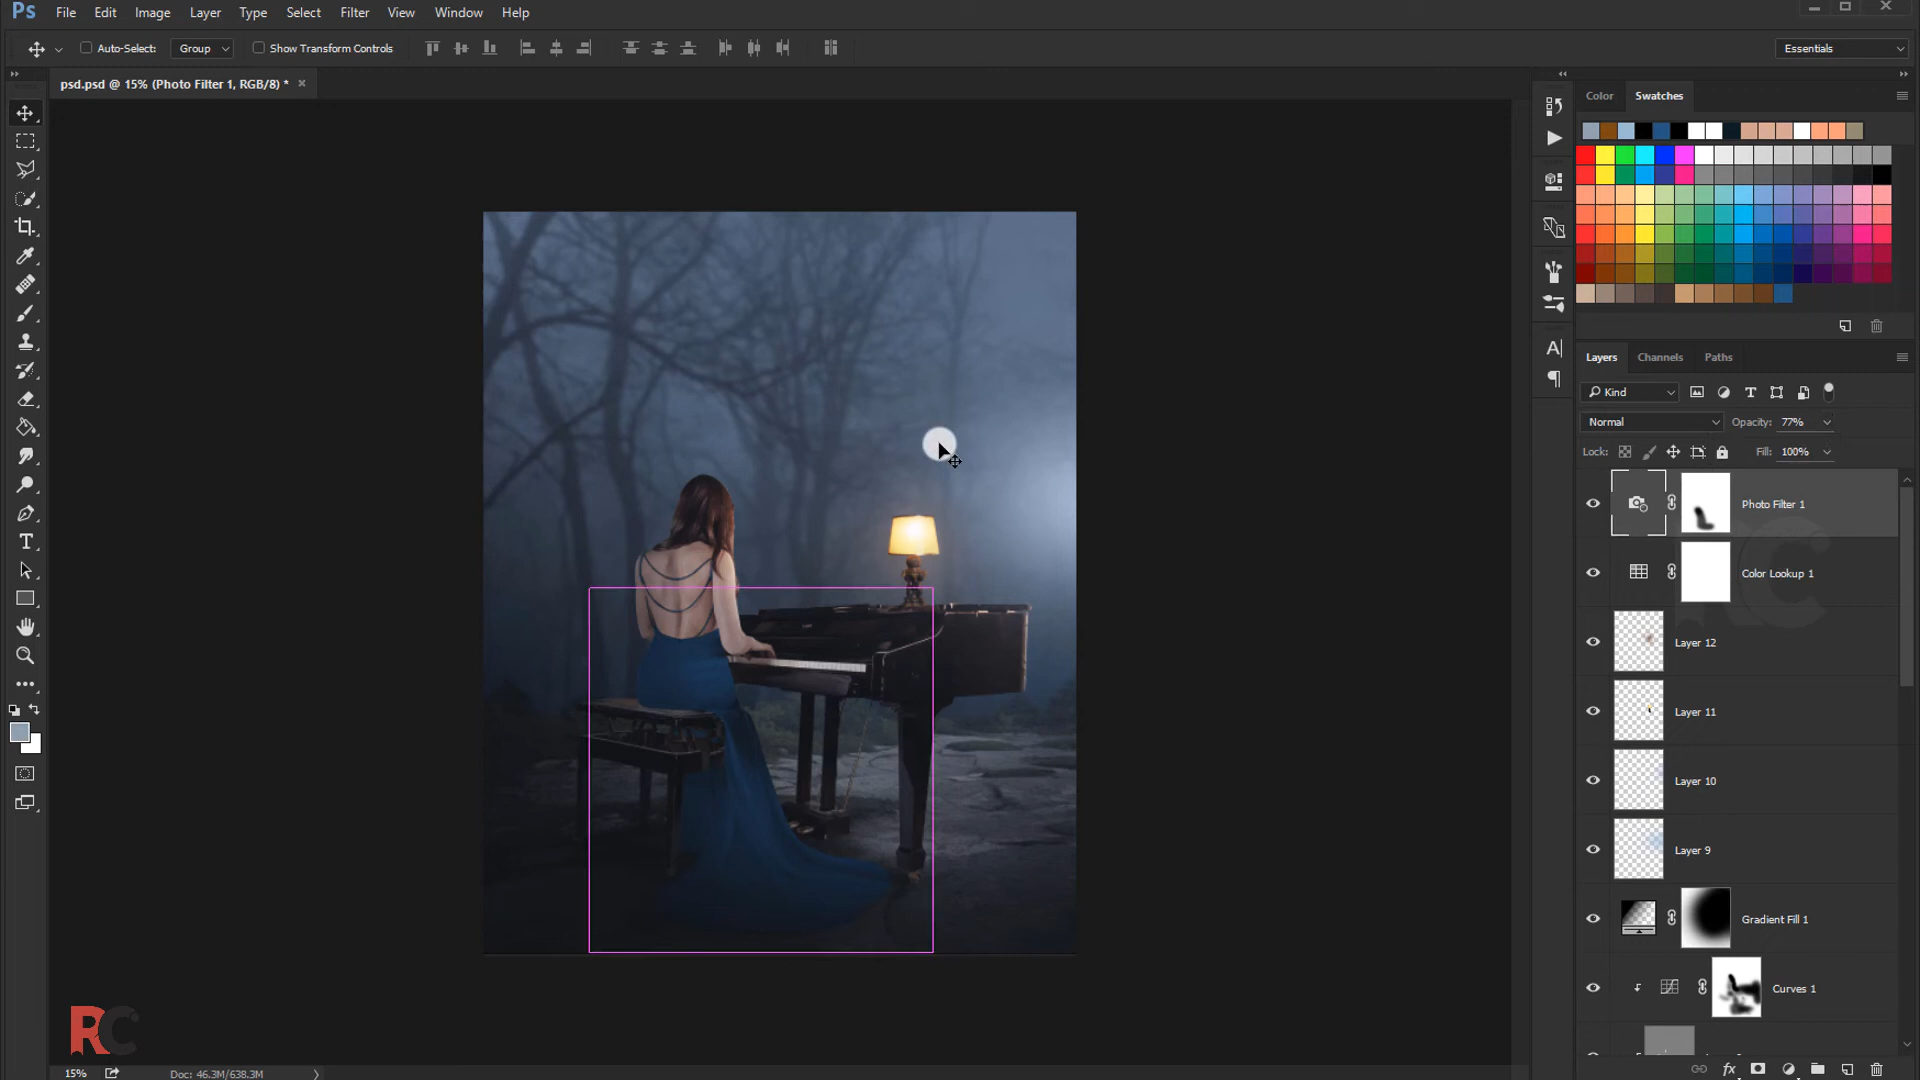 Ps File Edit Image Layer Type Select Filter View Window Help
Auto-Select: Group Show Transform Controls Essentials
psd.psd @ 15% (Photo Filter 1, RGB/8) * ×
Color Swatches
Layers Channels Paths
Kind
Normal Opacity: 77%
Lock: Fill: 100%
Photo Filter 1
Color Lookup 1
Layer 12
Layer 11
Layer 10
Layer 9
Gradient Fill 1
Curves 1
RC
RC
15% Doc: 46.3M/638.3M
fx